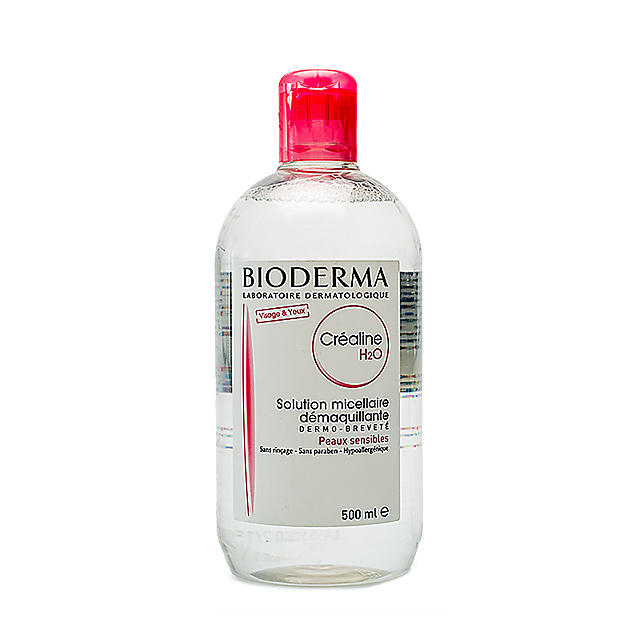 BIODERMA
LABORATOIRE DERMATOLOGIQUE
Visage & Yeux
Créaline
H2O
Solution micellaire
démaquillante
DERMO-BREVETÉ
Peaux sensibles
Sans rinçage - Sans paraben - Hypoallergénique
500 ml e